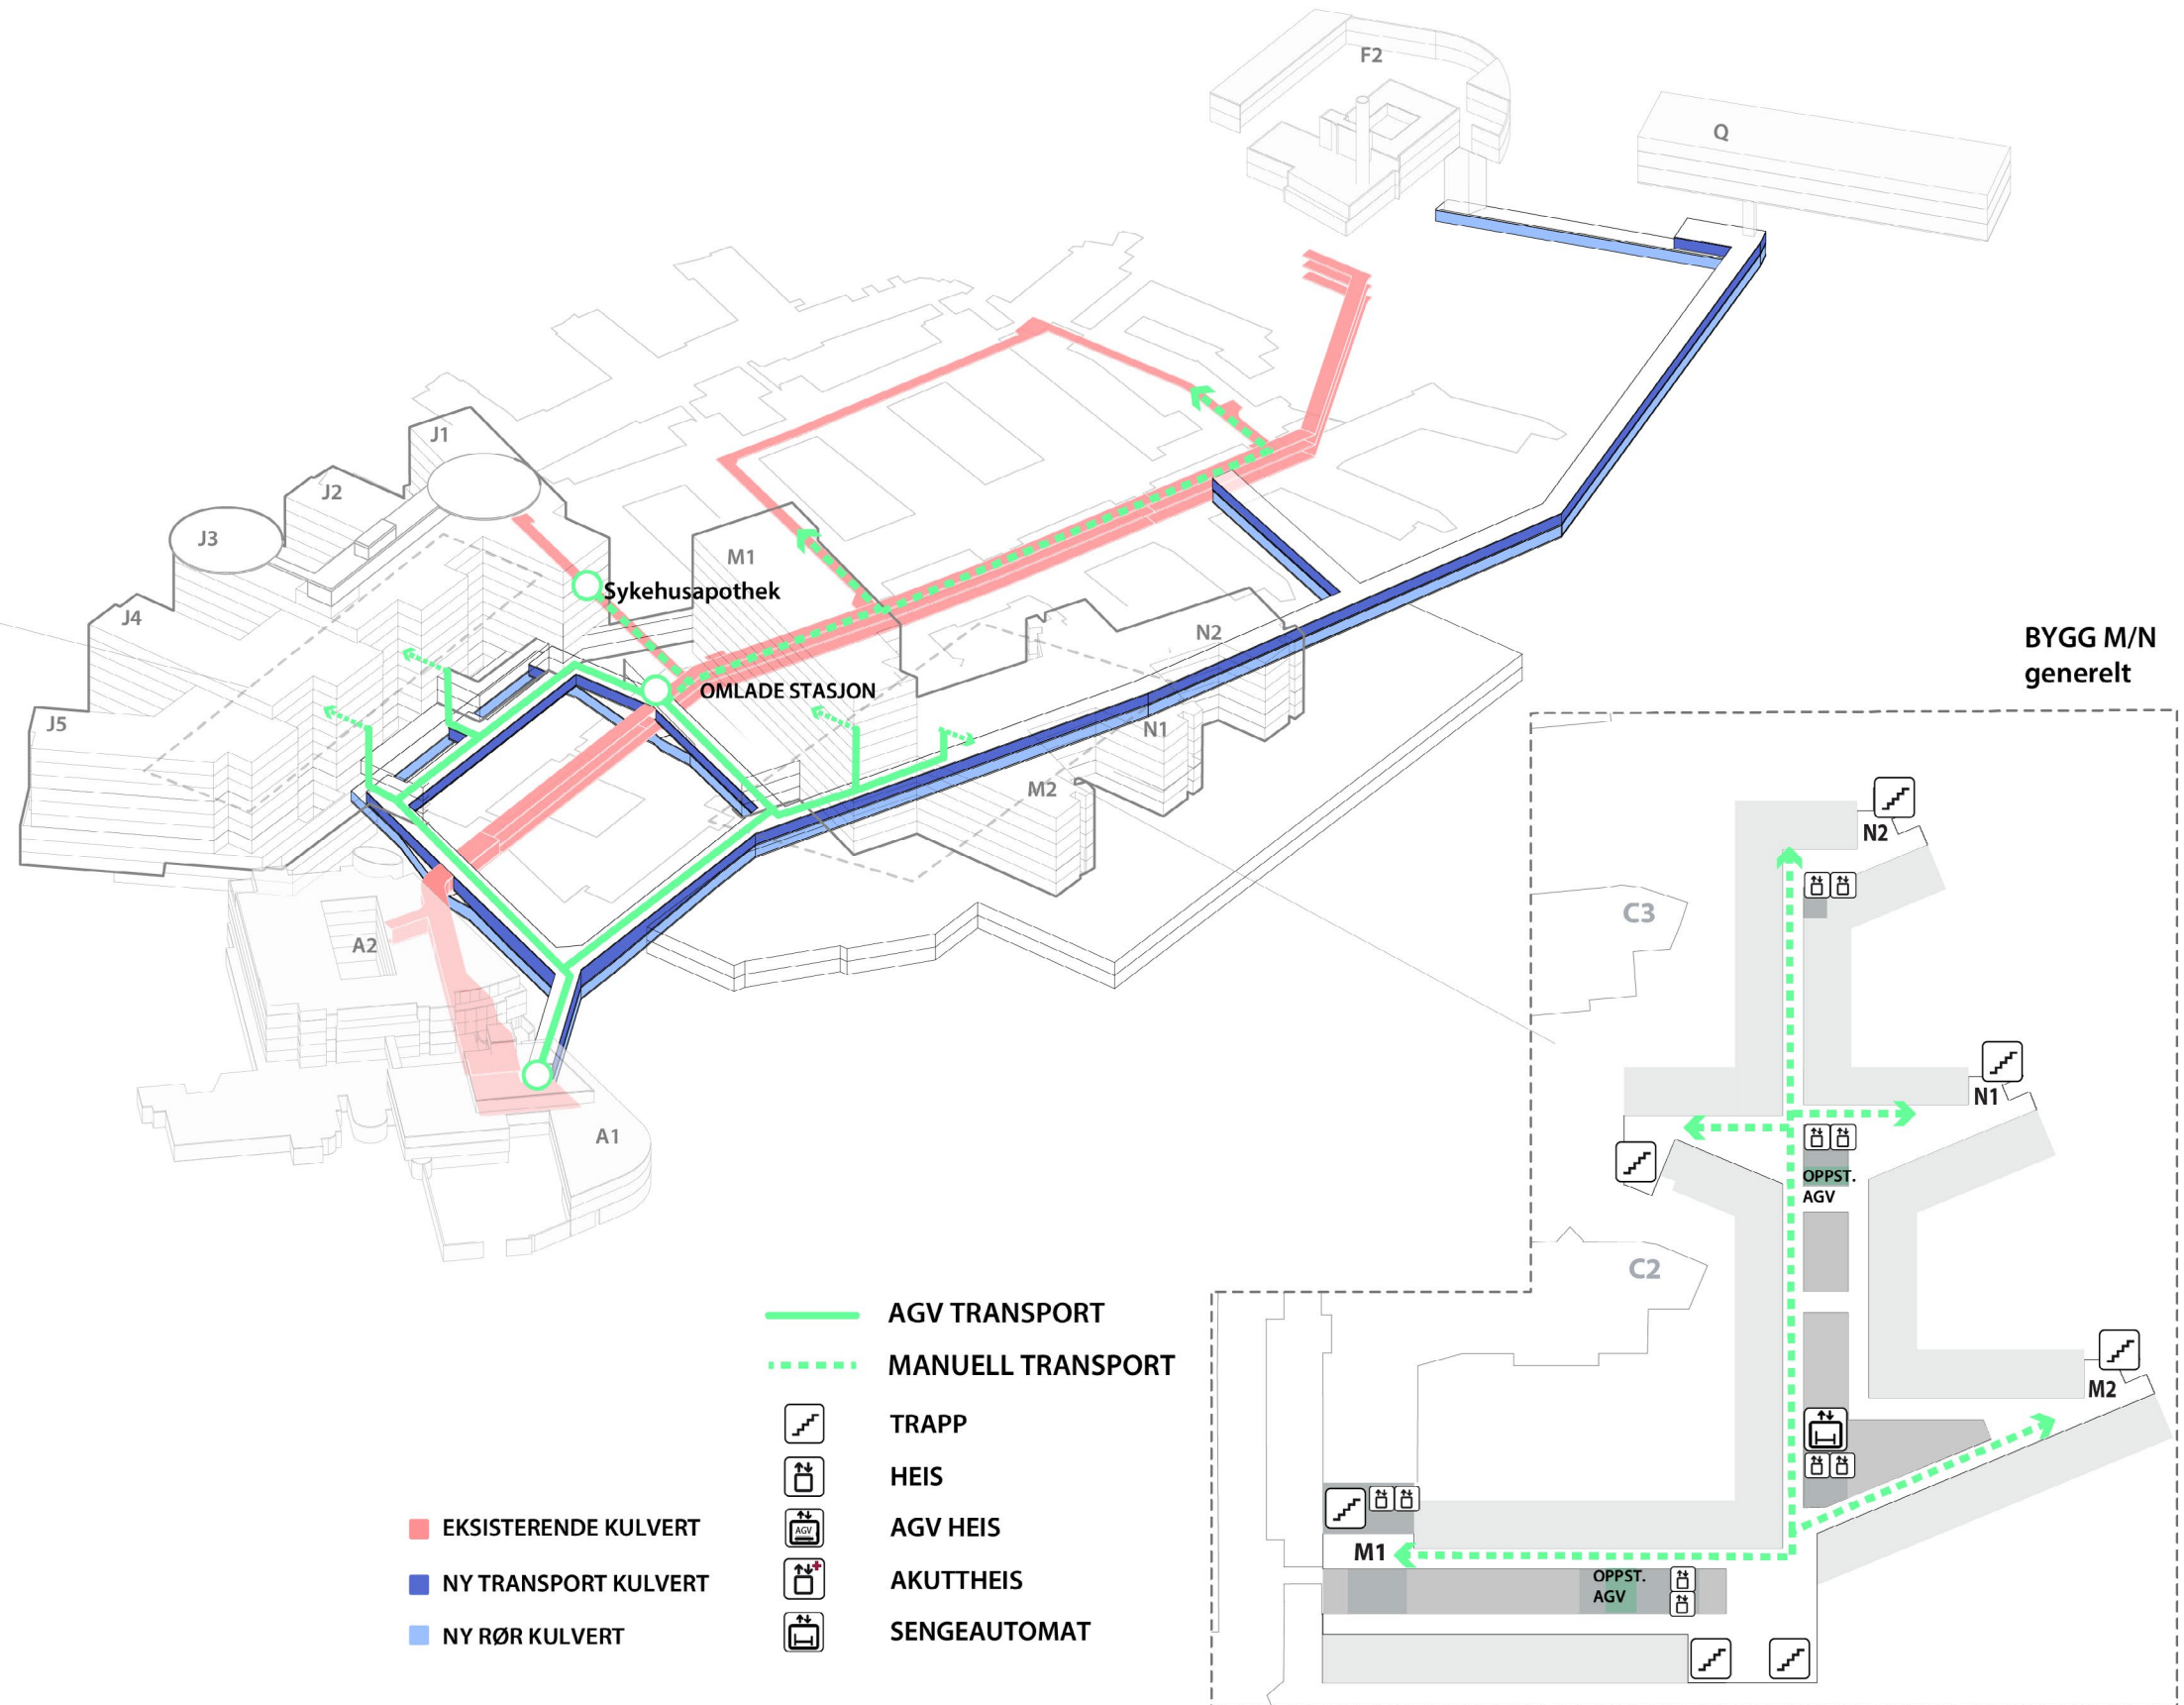 F2
Q
J1
J2
J3
M1
Sykehusapothek
J4
N2
BYGG M/N
generelt
OMLADE STASJON
J5
N1
M2
N2
C3
A2
N1
A1
OPPST.
AGV
C2
AGV TRANSPORT
MANUELL TRANSPORT
M2
TRAPP
HEIS
EKSISTERENDE KULVERT
AGV
AGV HEIS
M1
OPPST.
AGV
NY TRANSPORT KULVERT
AKUTTHEIS
NY RØR KULVERT
SENGEAUTOMAT